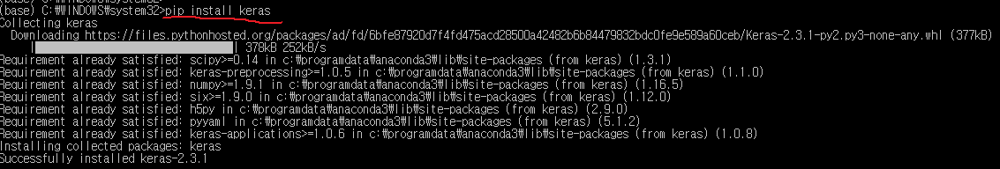 (base) C:₩WINDOWS₩system32>pip install keras
Collecting keras
Downloading https://files.pythonhosted.org/packages/ad/fd/6bfe87920d7f4fd475acd28500a42482b6b84479832bdc0fe9e589a60ceb/Keras-2.3.1-py2.py3-none-any.whl (377kB)
|████████████████████████████████| 378kB 252kB/s
Requirement already satisfied: scipy>=0.14 in c:₩programdata₩anaconda3₩lib₩site-packages (from keras) (1.3.1)
Requirement already satisfied: keras-preprocessing>=1.0.5 in c:₩programdata₩anaconda3₩lib₩site-packages (from keras) (1.1.0)
Requirement already satisfied: numpy>=1.9.1 in c:₩programdata₩anaconda3₩lib₩site-packages (from keras) (1.16.5)
Requirement already satisfied: six>=1.9.0 in c:₩programdata₩anaconda3₩lib₩site-packages (from keras) (1.12.0)
Requirement already satisfied: h5py in c:₩programdata₩anaconda3₩lib₩site-packages (from keras) (2.9.0)
Requirement already satisfied: pyyaml in c:₩programdata₩anaconda3₩lib₩site-packages (from keras) (5.1.2)
Requirement already satisfied: keras-applications>=1.0.6 in c:₩programdata₩anaconda3₩lib₩site-packages (from keras) (1.0.8)
Installing collected packages: keras
Successfully installed keras-2.3.1